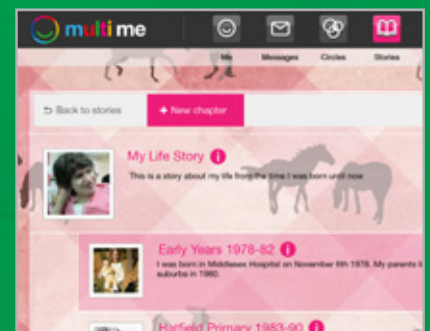 multi me
Me Messages Circles Stories
Back to stories + New chapter
My Life Story i
This is a story about my life from the time I was born until now
Early Years 1978-82 i
I was born in Middlesex Hospital on November 6th 1978. My parents
suburbs in 1980.
Hatfield Primary 1983-90 i